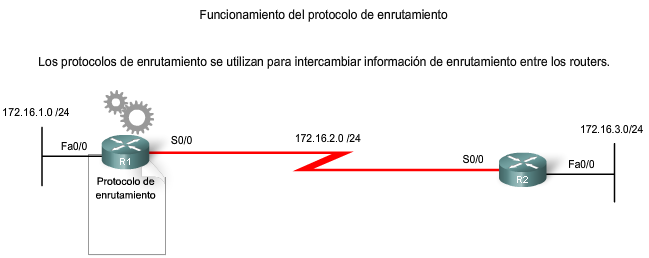 Funcionamiento del protocolo de enrutamiento
Los protocolos de enrutamiento se utilizan para intercambiar información de enrutamiento entre los routers.
172.16.1.0 /24
Fa0/0
S0/0
R1
Protocolo de
enrutamiento
172.16.2.0 /24
172.16.3.0/24
S0/0
Fa0/0
R2